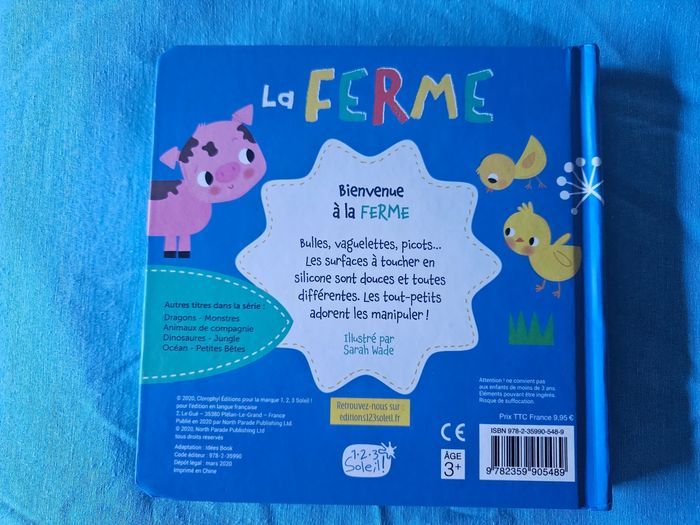 La FERME
Bienvenue
à la FERME
Bulles, vaguelettes, picots...
Les surfaces à toucher en
silicone sont douces et toutes
différentes. Les tout-petits
adorent les manipuler !
Illustré par
Sarah Wade
Autres titres dans la série :
Dragons - Monstres
Animaux de compagnie
Dinosaures - Jungle
Océan - Petites Bêtes
© 2020, Clorophyl Éditions pour la marque 1, 2, 3 Soleil !
pour l'édition en langue française
2, Le Gué – 35380 Plélan-Le-Grand – France
Publié en 2020 par North Parade Publishing Ltd
© 2020, North Parade Publishing Ltd
tous droits réservés
Adaptation : Idées Book
Code éditeur : 978-2-35990
Dépôt légal : mars 2020
Imprimé en Chine
Retrouvez-nous sur :
editions123soleil.fr
1·2·3
Soleil!
Attention ! ne convient pas
aux enfants de moins de 3 ans.
Éléments pouvant être ingérés.
Risque de suffocation.
Prix TTC France 9,95 €
CE
ÂGE
3+
ISBN 978-2-35990-548-9
9 782359 905489